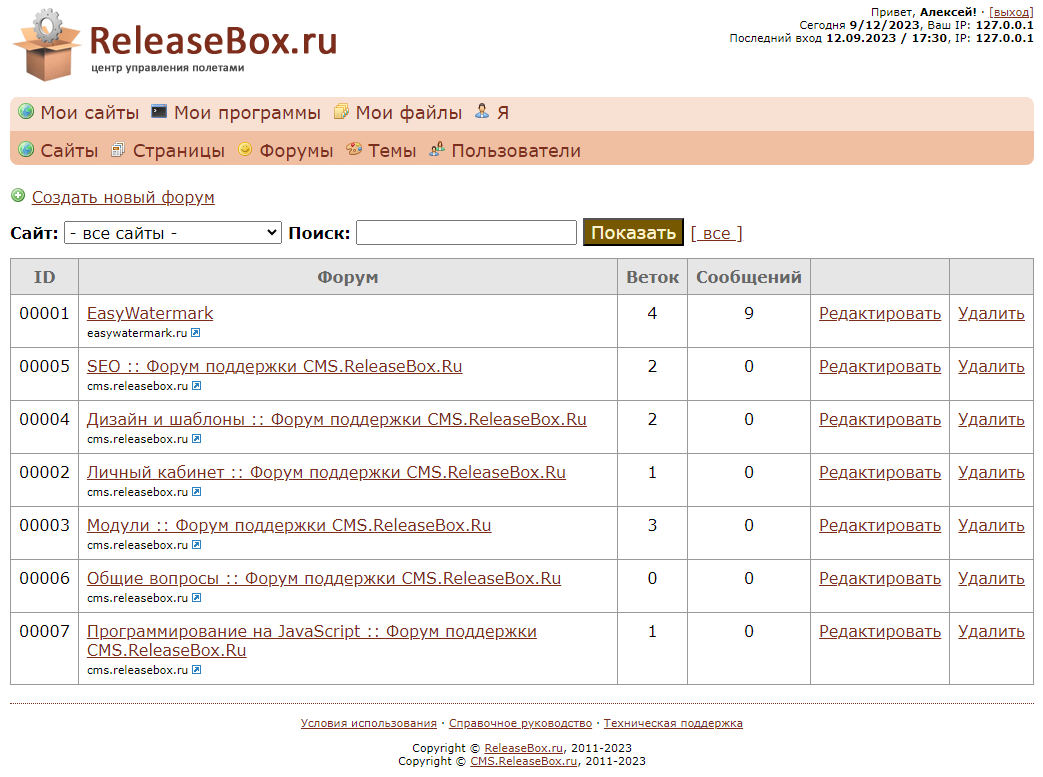 ReleaseBox.ru
центр управления полетами
Привет, Алексей! · [выход]
Сегодня 9/12/2023, Ваш IP: 127.0.0.1
Последний вход 12.09.2023 / 17:30, IP: 127.0.0.1
Мои сайты Мои программы Мои файлы Я
Сайты Страницы Форумы Темы Пользователи
Создать новый форум
Сайт: - все сайты - Поиск: Показать [ все ]
ID Форум Веток Сообщений
00001 EasyWatermark 4 9 Редактировать Удалить
easywatermark.ru
00005 SEO :: Форум поддержки CMS.ReleaseBox.Ru 2 0 Редактировать Удалить
cms.releasebox.ru
00004 Дизайн и шаблоны :: Форум поддержки CMS.ReleaseBox.Ru 2 0 Редактировать Удалить
cms.releasebox.ru
00002 Личный кабинет :: Форум поддержки CMS.ReleaseBox.Ru 1 0 Редактировать Удалить
cms.releasebox.ru
00003 Модули :: Форум поддержки CMS.ReleaseBox.Ru 3 0 Редактировать Удалить
cms.releasebox.ru
00006 Общие вопросы :: Форум поддержки CMS.ReleaseBox.Ru 0 0 Редактировать Удалить
cms.releasebox.ru
00007 Программирование на JavaScript :: Форум поддержки 1 0 Редактировать Удалить
CMS.ReleaseBox.Ru
cms.releasebox.ru
Условия использования · Справочное руководство · Техническая поддержка
Copyright © ReleaseBox.ru, 2011-2023
Copyright © CMS.ReleaseBox.ru, 2011-2023